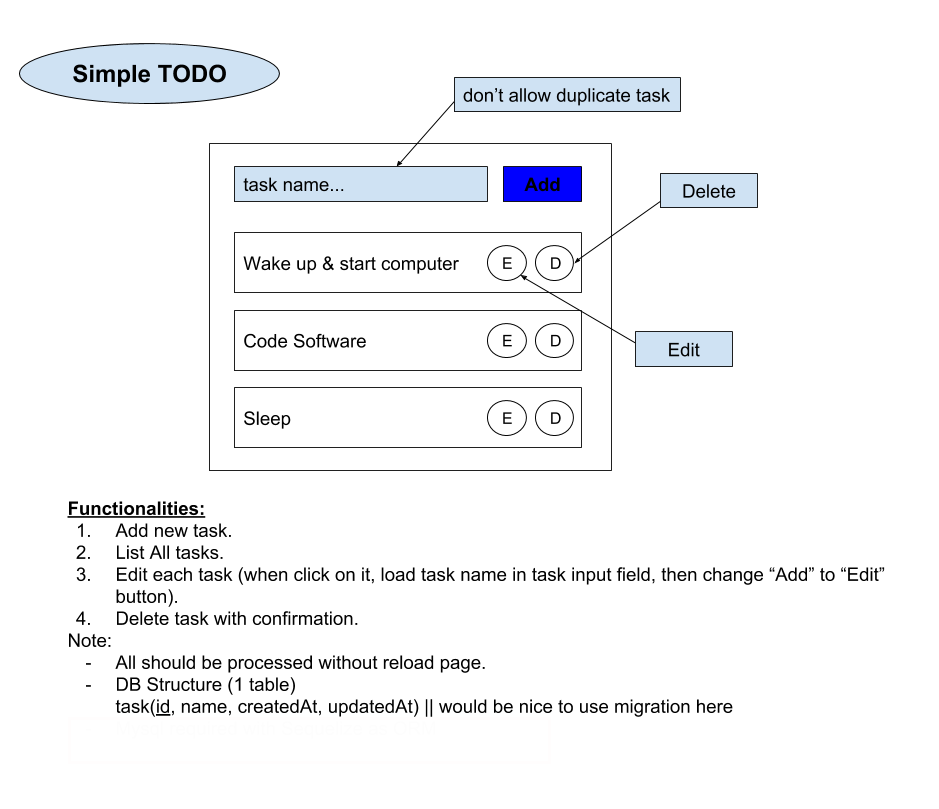 Simple TODO
don't allow duplicate task
task name...
Add
Delete
Wake up & start computer
E
D
Code Software
E
D
Edit
Sleep
E
D
Functionalities:
1. Add new task.
2. List All tasks.
3. Edit each task (when click on it, load task name in task input field, then change “Add” to “Edit”
button).
4. Delete task with confirmation.
Note:
- All should be processed without reload page.
- DB Structure (1 table)
task(id, name, createdAt, updatedAt) || would be nice to use migration here